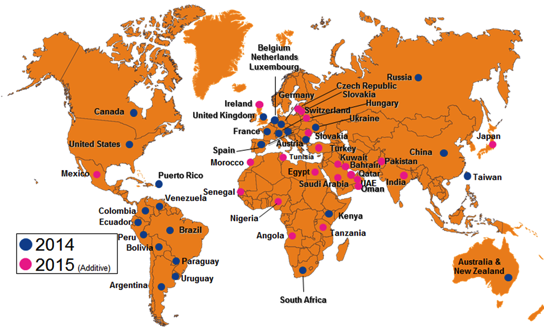 Belgium
Netherlands
Luxembourg
Czech Republic
Slovakia
Russia
Germany
Ireland
Switzerland
Hungary
Canada
United Kingdom
Ukraine
United States
France
Slovakia
Japan
Austria
Spain
Turkey
China
Kuwait
Tunisia
Morocco
Bahrain
Pakistan
Mexico
Puerto Rico
Egypt
Qatar
India
Taiwan
Saudi Arabia
UAE
Oman
Senegal
Venezuela
Colombia
Nigeria
Kenya
Ecuador
Brazil
Tanzania
Peru
Angola
2014
Bolivia
2015 (Additive)
Paraguay
Australia &
New Zealand
Uruguay
Argentina
South Africa